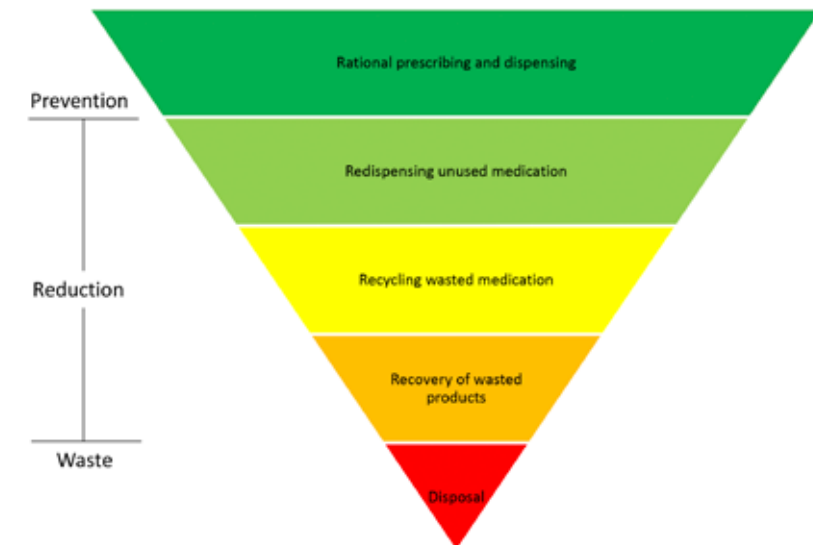 Rational prescribing and dispensing
Prevention
Redispensing unused medication
Recycling wasted medication
Reduction
Recovery of wasted
products
Waste
Disposal